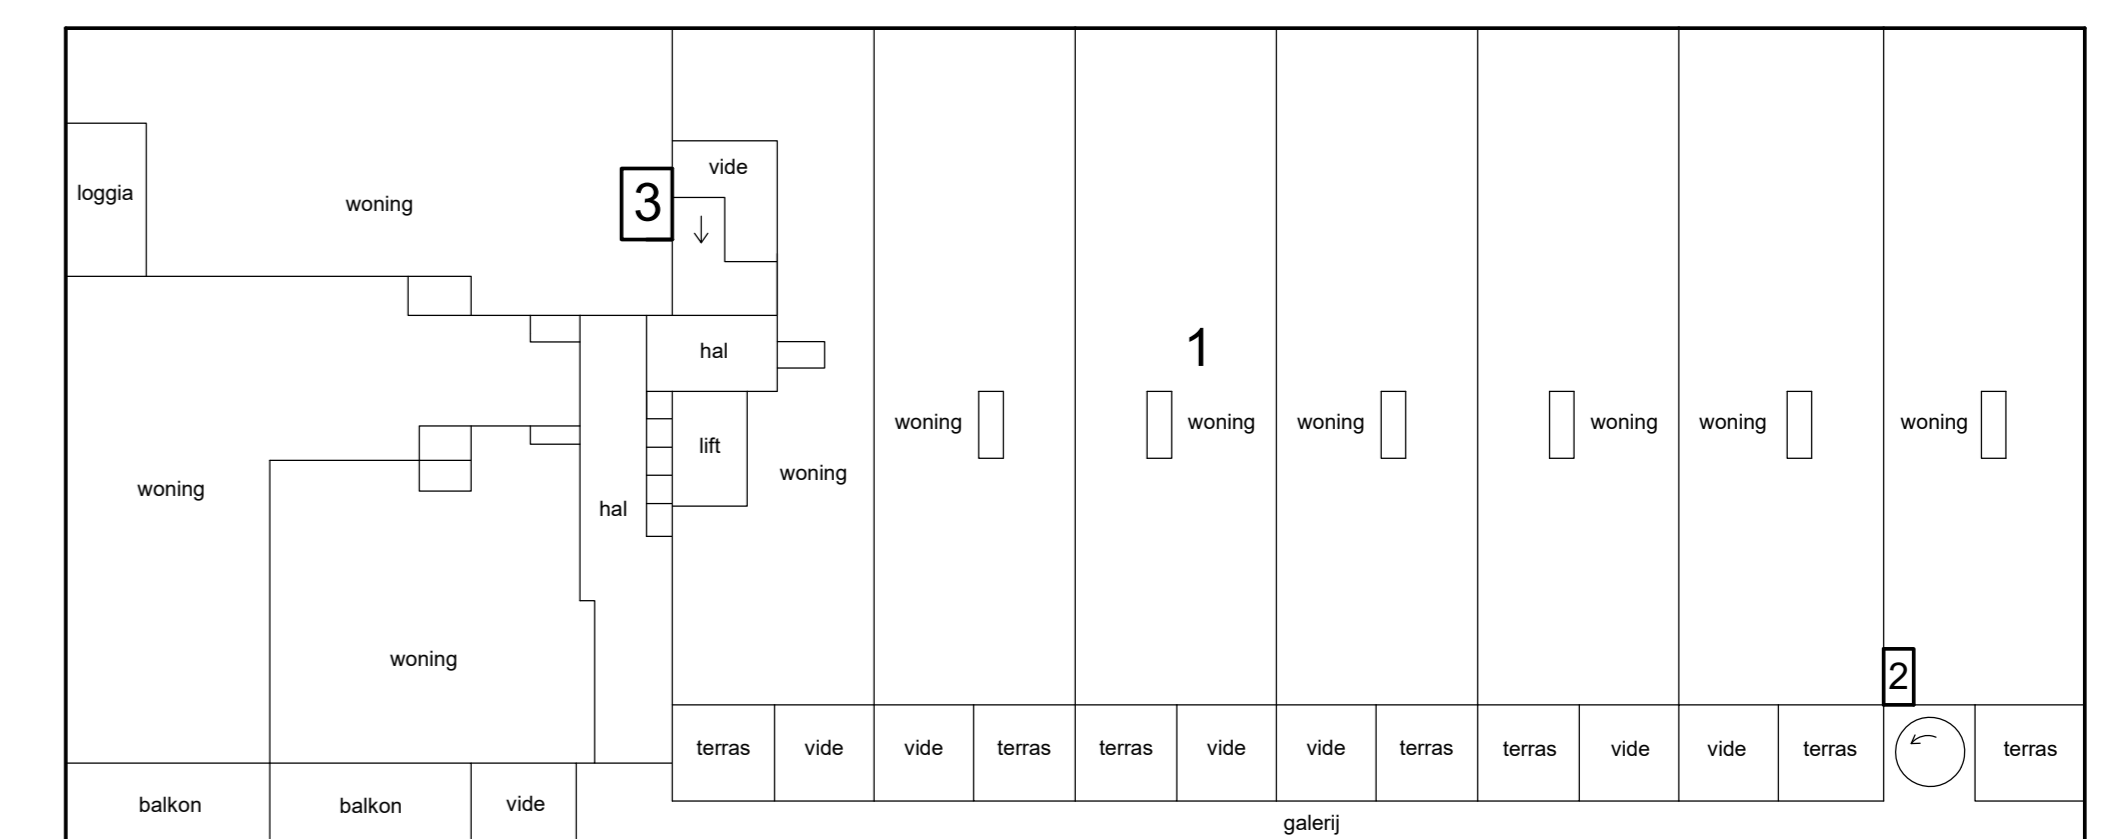 vide
loggia
woning
3
hal
1
lift
woning
woning
woning
woning
woning
woning
woning
woning
hal
woning
2
terras
vide
vide
terras
terras
vide
vide
terras
terras
vide
vide
terras
terras
balkon
balkon
vide
galerij